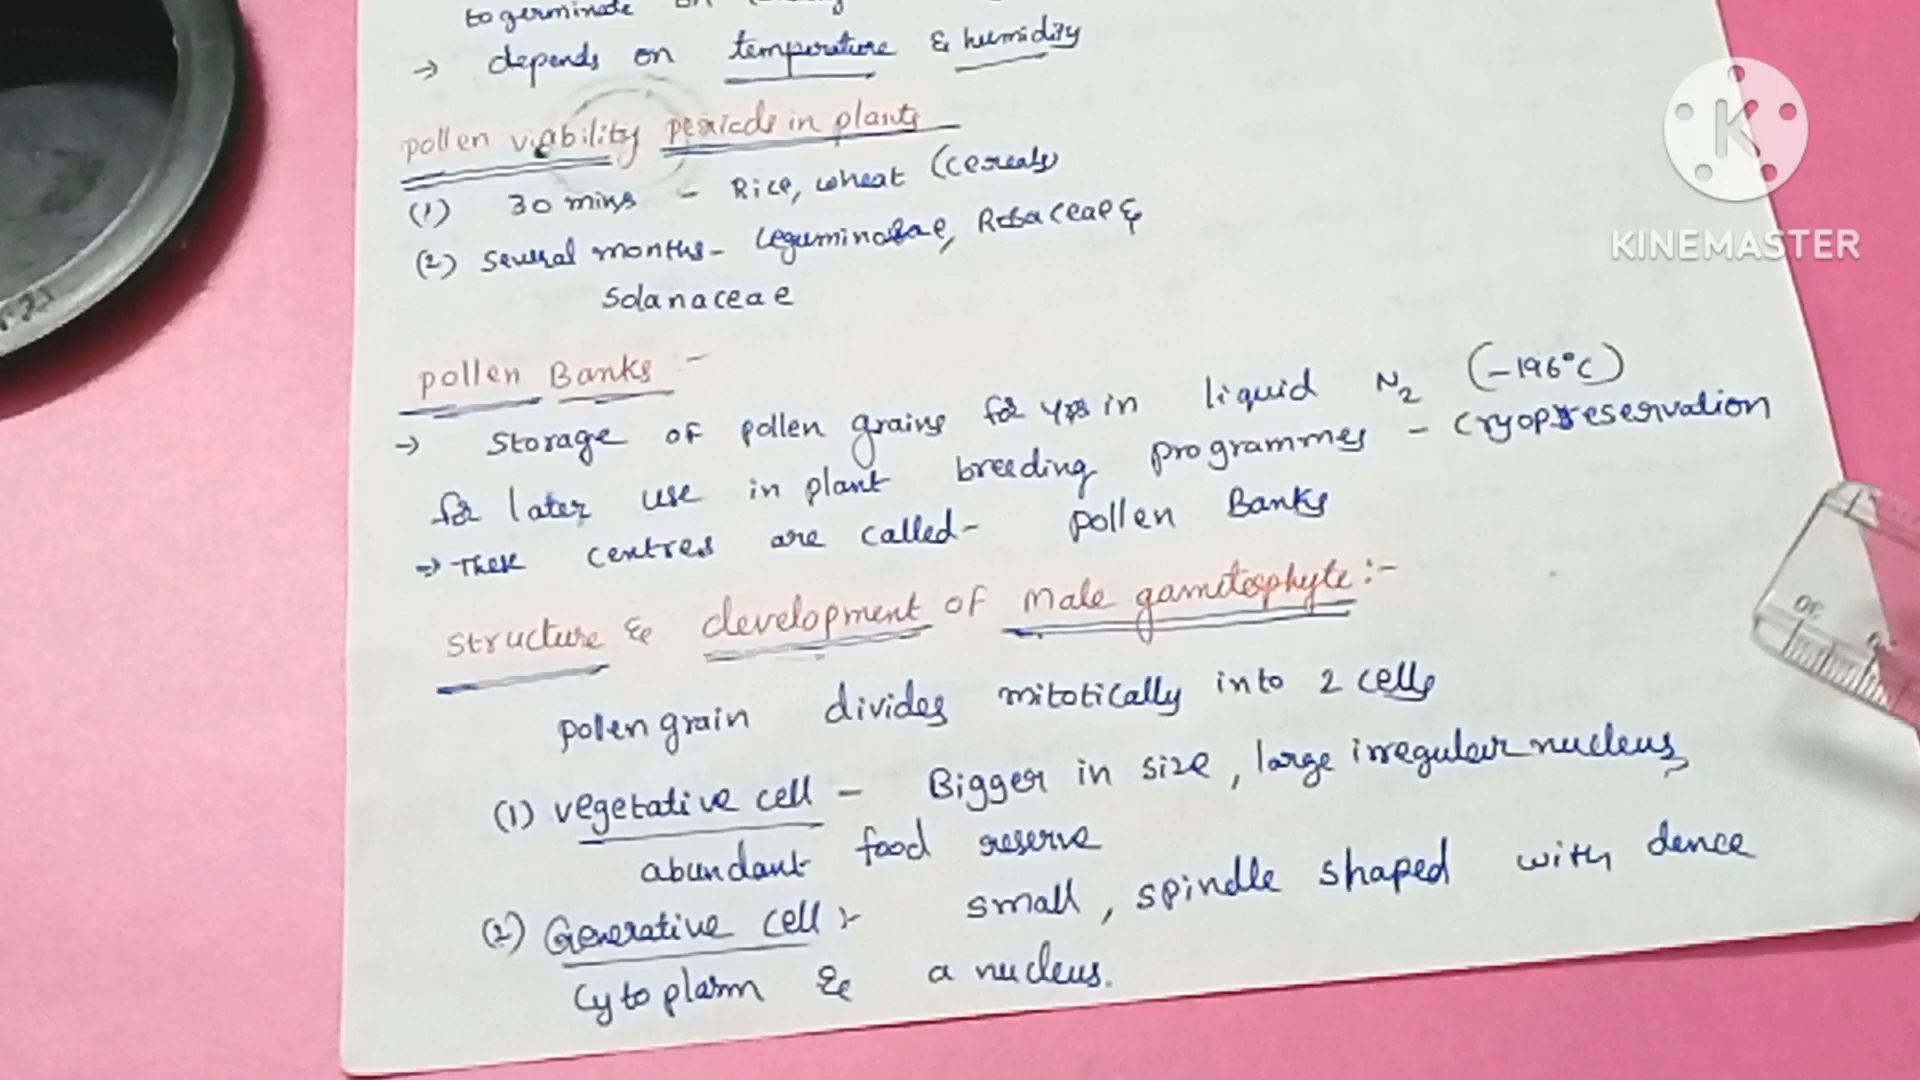 to germinate on
→ depends on temperature & humidity
pollen viability periods in plants
(1) 30 mins - Rice, wheat (cereals
(2) Several months - Leguminosae, Rosaceae &
Solanaceae
pollen Banks :-
→ Storage of pollen grains for yrs in liquid N₂ (-196°C)
for later use in plant breeding programmes - cryopreservation
→ These centres are called - pollen Banks
structure & development of Male gametophyte :-
polen grain divides mitotically into 2 cells
(1) vegetative cell - Bigger in size, large irregular nucleus,
abundant food reserve
(2) Generative cell :- small, spindle shaped with dence
cytoplasm & a nucleus.
K
KINEMASTER